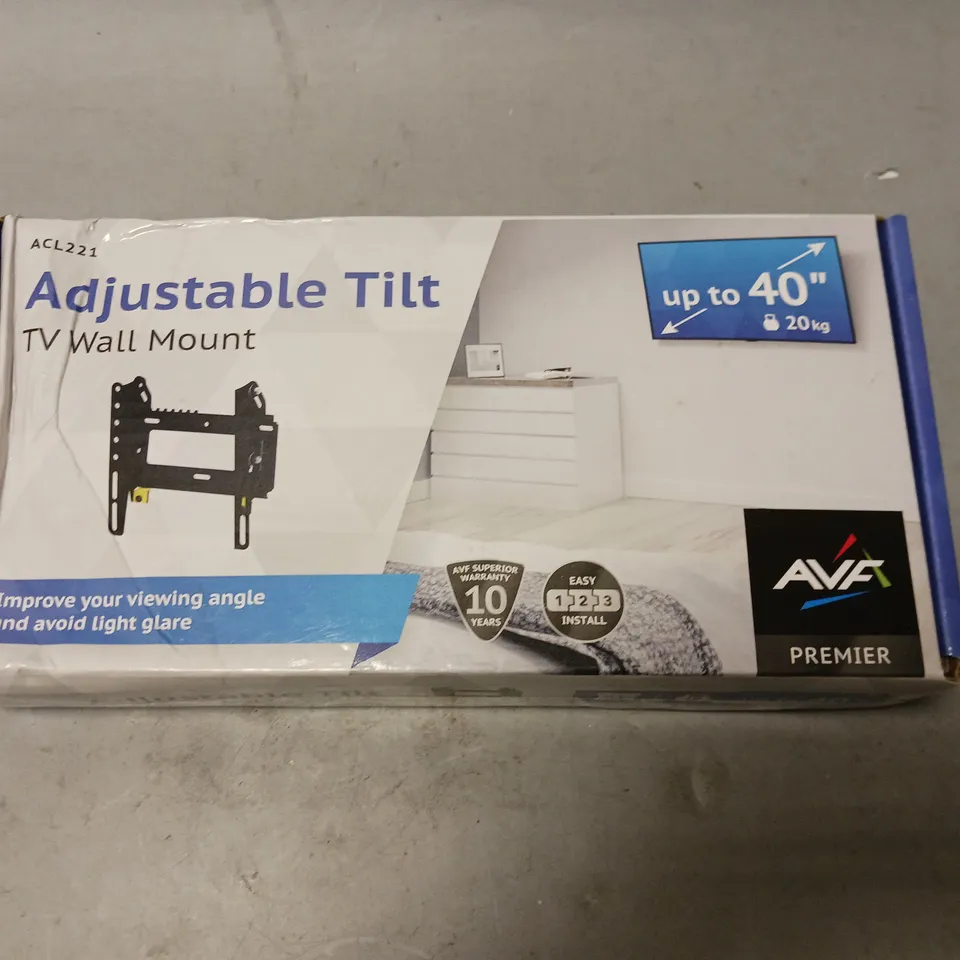 ACL221
Adjustable Tilt
TV Wall Mount
up to 40"
20kg
Improve your viewing angle
and avoid light glare
AVF SUPERIOR
WARRANTY
10
YEARS
EASY
1 2 3
INSTALL
AVF
PREMIER